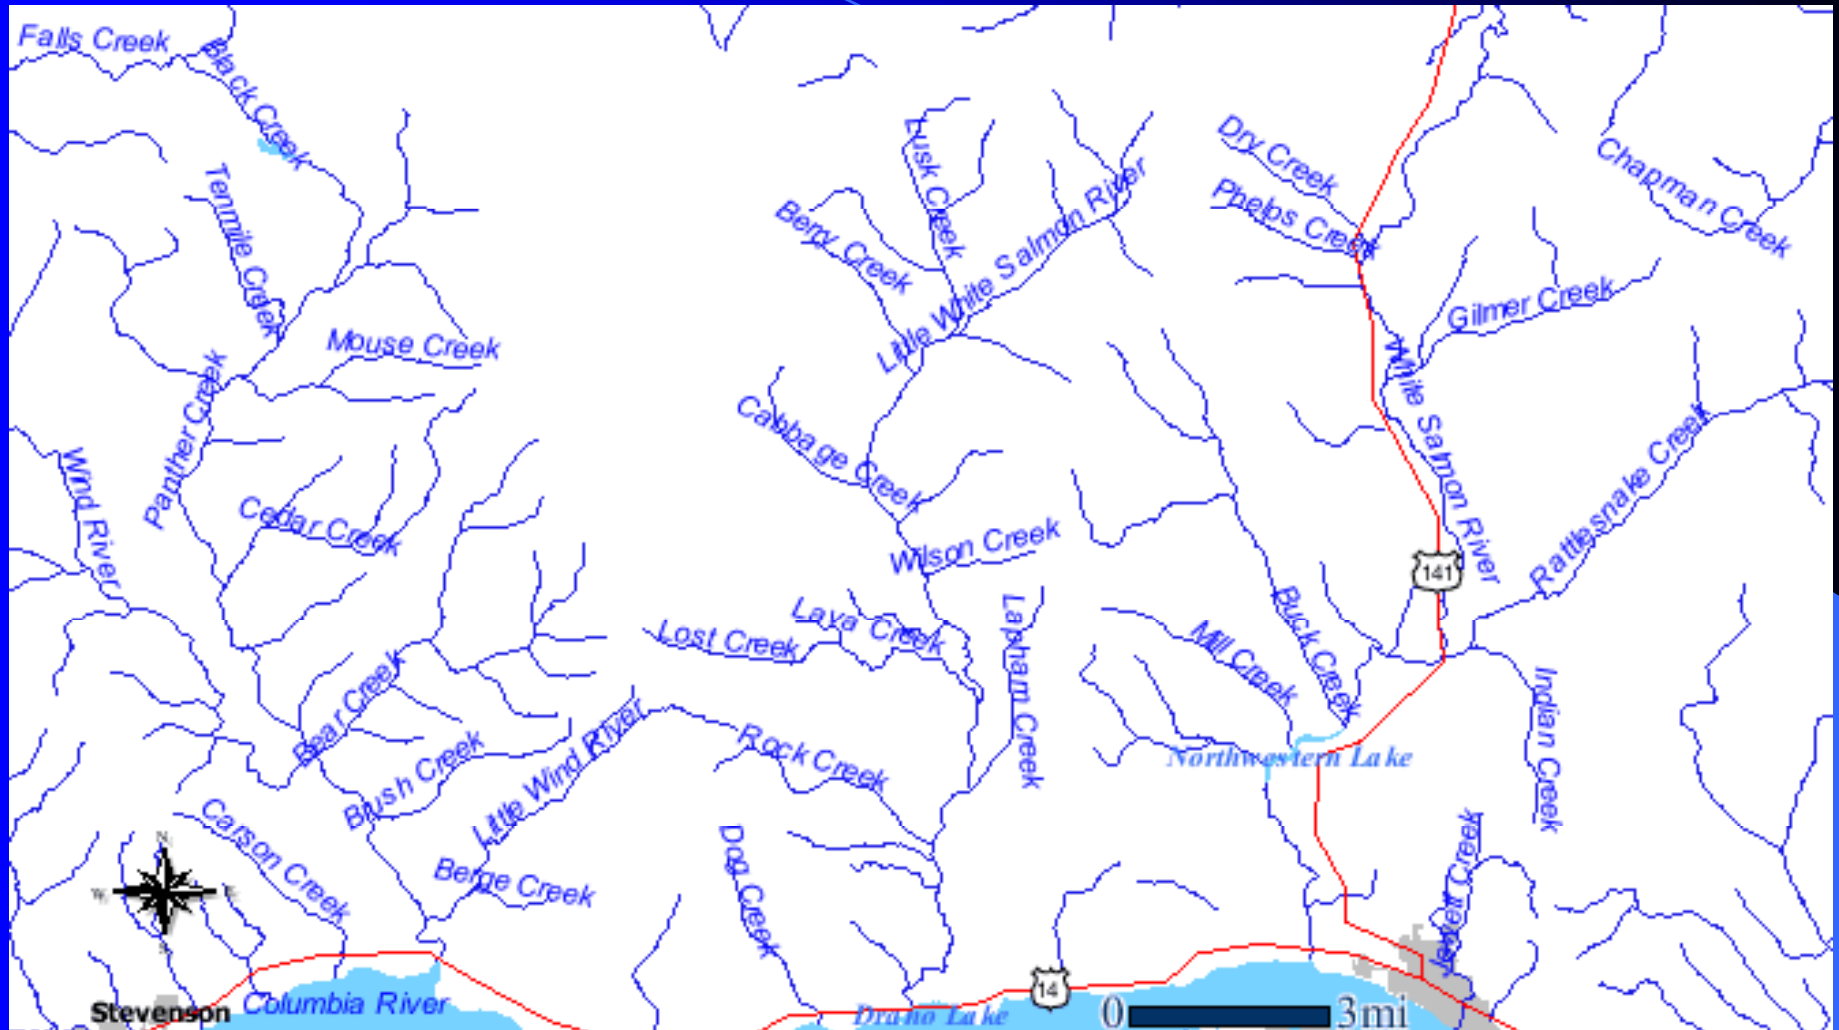 Falls Creek
Black Creek
Tenmile Creek
Mouse Creek
Panther Creek
Wind River
Cedar Creek
Bear Creek
Brush Creek
Little Wind River
Carson Creek
Berge Creek
N
W
E
S
Stevenson
Columbia River
Lusk Creek
Berry Creek
Little White Salmon River
Cabbage Creek
Wilson Creek
Lava Creek
Lost Creek
Lapham Creek
Rock Creek
Dog Creek
Drano Lake
14
0
3mi
Dry Creek
Phelps Creek
Chapman Creek
Gilmer Creek
White Salmon River
Rattlesnake Creek
141
Buck Creek
Mill Creek
Northwestern Lake
Indian Creek
Jewett Creek